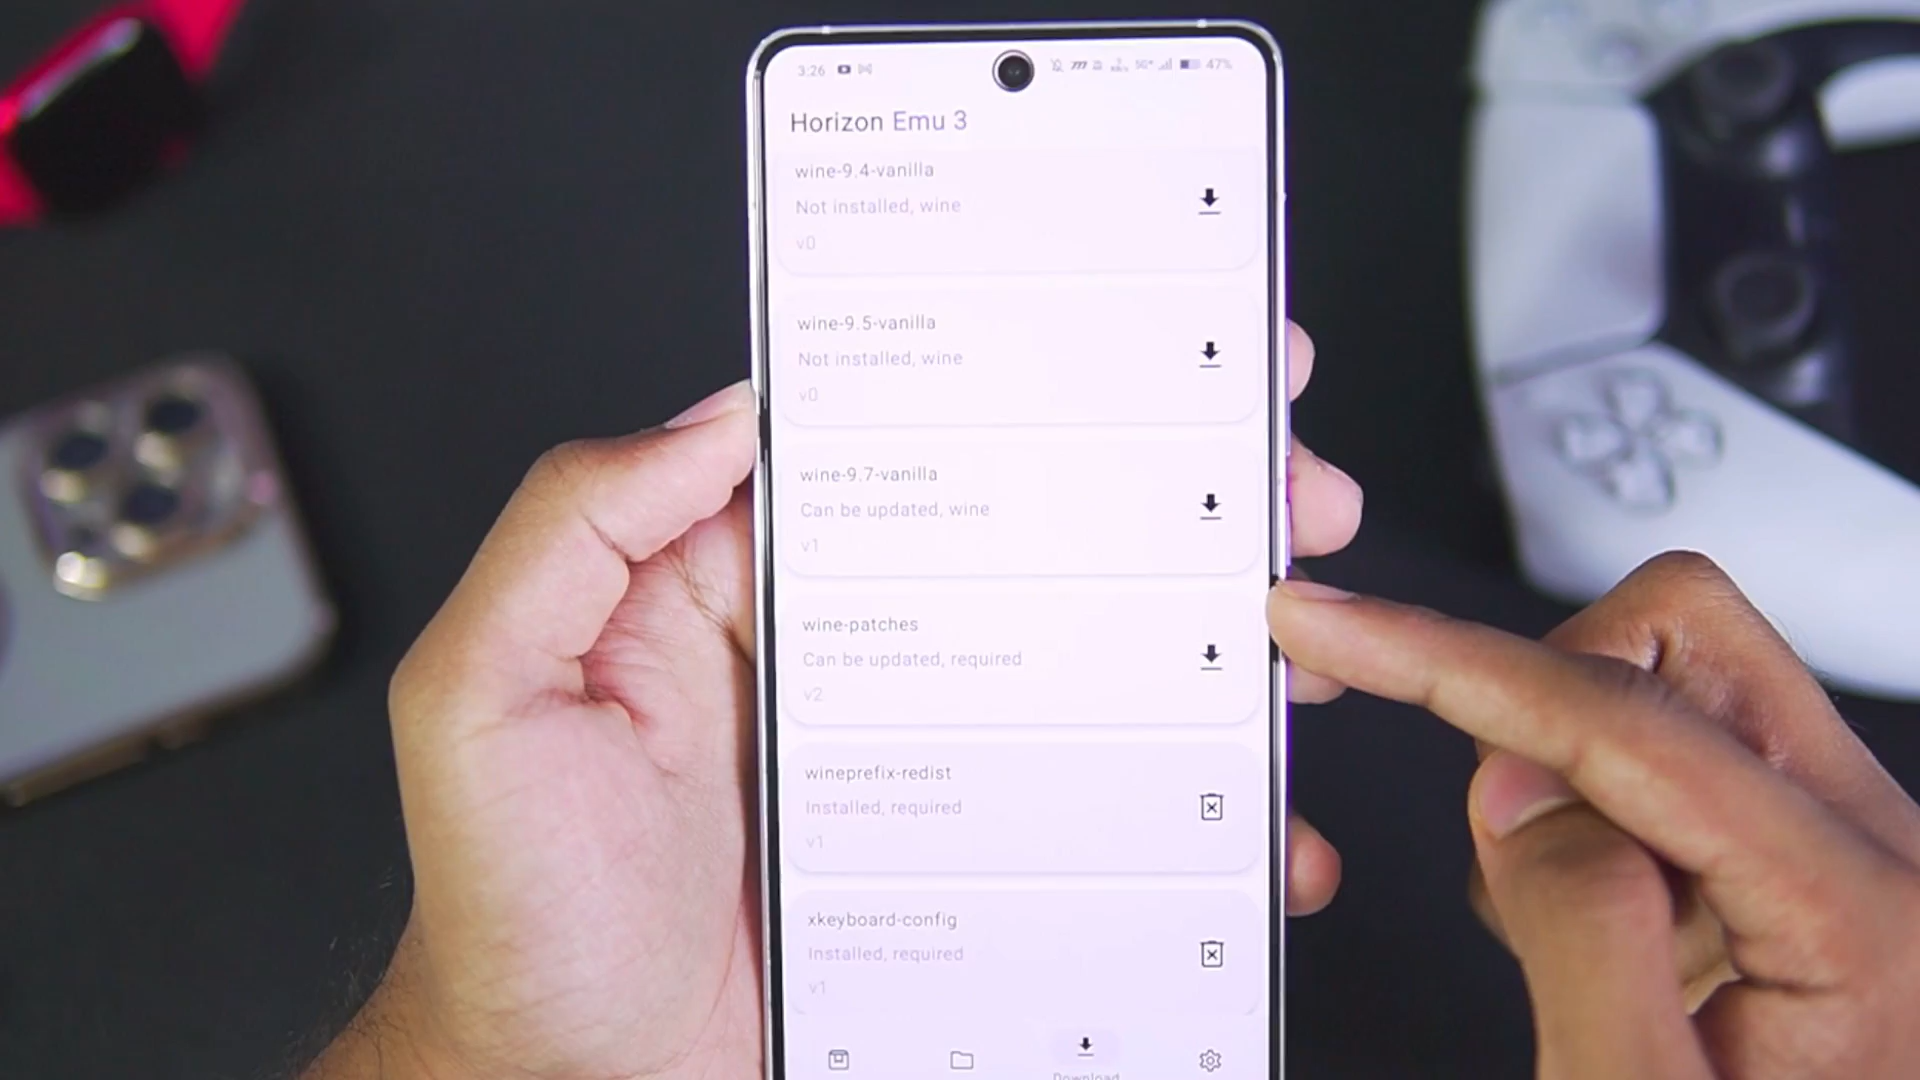 3:26
5G+ 47%
Horizon Emu 3
wine-9.4-vanilla
Not installed, wine
v0
wine-9.5-vanilla
Not installed, wine
v0
wine-9.7-vanilla
Can be updated, wine
v1
wine-patches
Can be updated, required
v2
wineprefix-redist
Installed, required
v1
xkeyboard-config
Installed, required
v1
Download